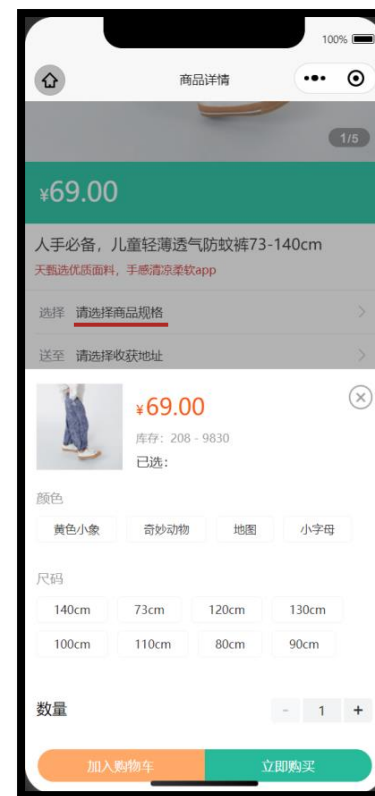 100%
商品详情
1/5
¥69.00
人手必备，儿童轻薄透气防蚊裤73-140cm
天甄选优质面料，手感清凉柔软app
选择 请选择商品规格
送至 请选择收获地址
¥69.00
库存：208 - 9830
已选：
颜色
黄色小象 奇妙动物 地图 小字母
尺码
140cm 73cm 120cm 130cm
100cm 110cm 80cm 90cm
数量 - 1 +
加入购物车 立即购买